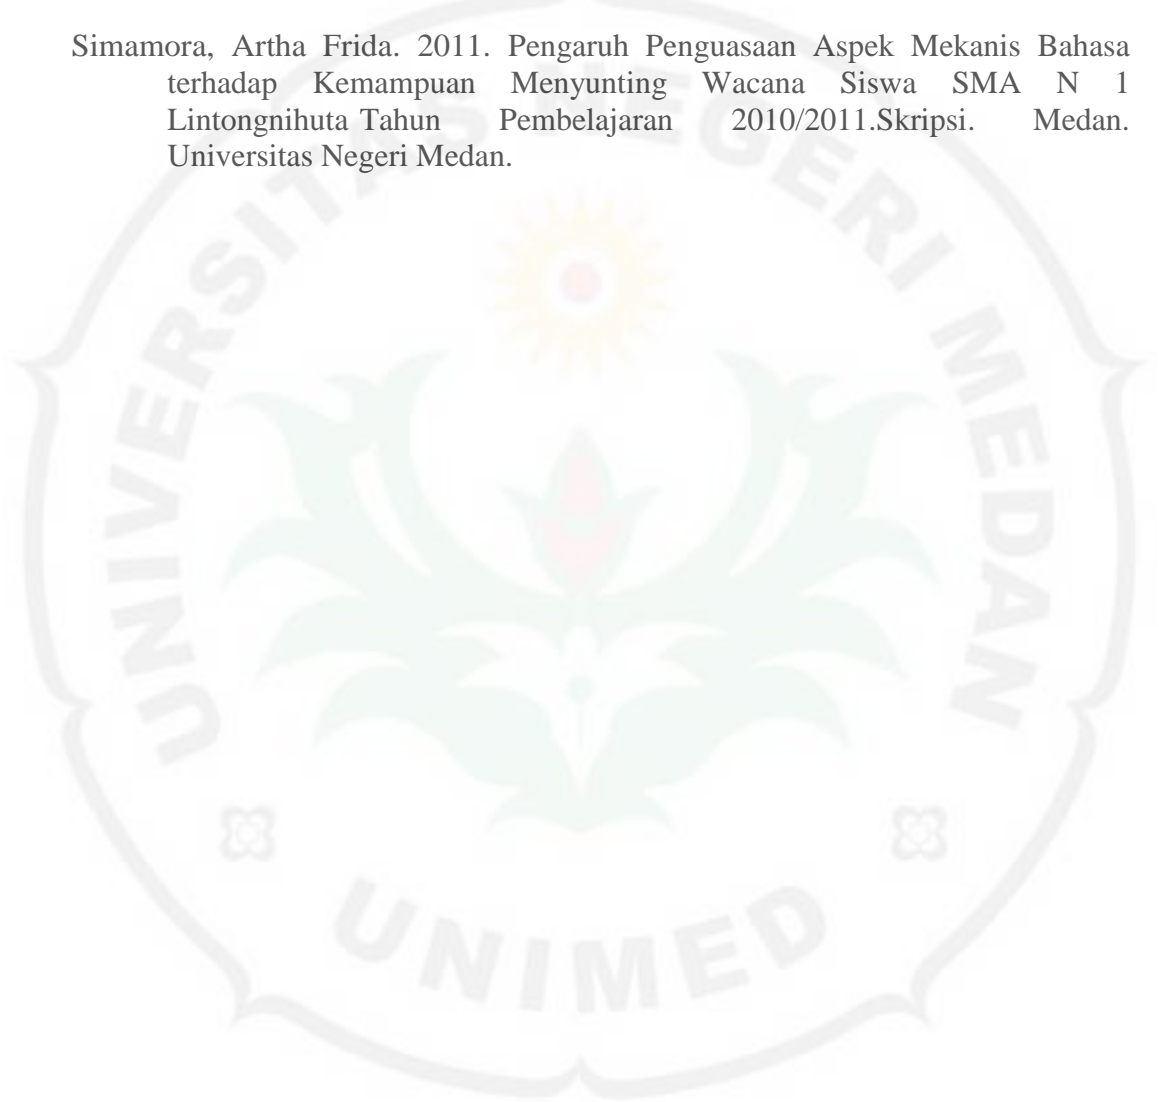 Simamora, Artha Frida. 2011. Pengaruh Penguasaan Aspek Mekanis Bahasa
terhadap Kemampuan Menyunting Wacana Siswa SMA N 1
Lintongnihuta Tahun Pembelajaran 2010/2011.Skripsi. Medan.
Universitas Negeri Medan.
UNIVERSITAS NEGERI MEDAN
UNIMED